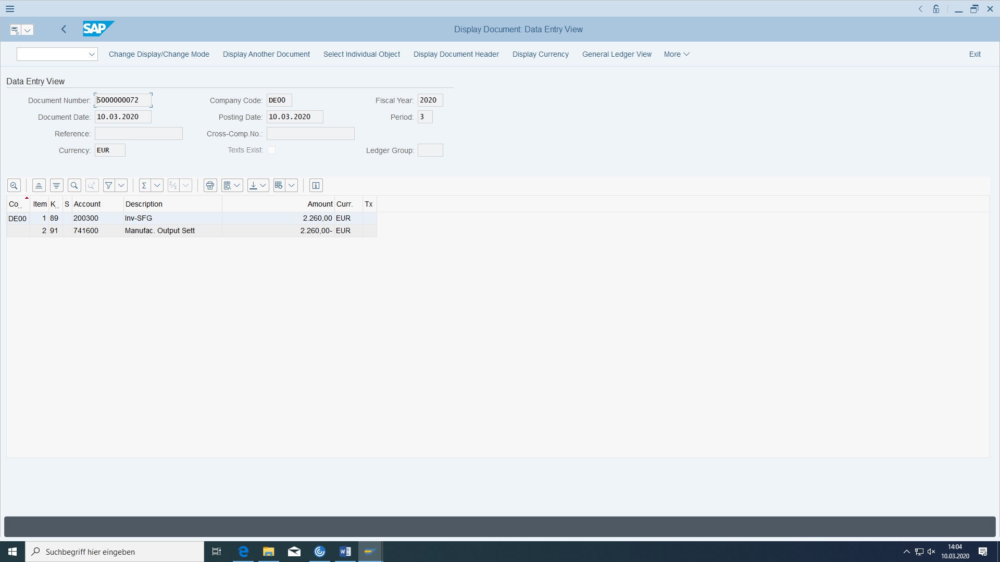 SAP Display Document: Data Entry View
Change Display/Change Mode Display Another Document Select Individual Object Display Document Header Display Currency General Ledger View More Exit
Data Entry View
Document Number: 5000000072 Company Code: DE00 Fiscal Year: 2020
Document Date: 10.03.2020 Posting Date: 10.03.2020 Period: 3
Reference: Cross-Comp.No.:
Currency: EUR Texts Exist: Ledger Group:
Co... Item K... S Account Description Amount Curr. Tx
DE00 1 89 200300 Inv-SFG 2.260,00 EUR
2 91 741600 Manufac. Output Sett 2.260,00- EUR
Suchbegriff hier eingeben
14:04
10.03.2020